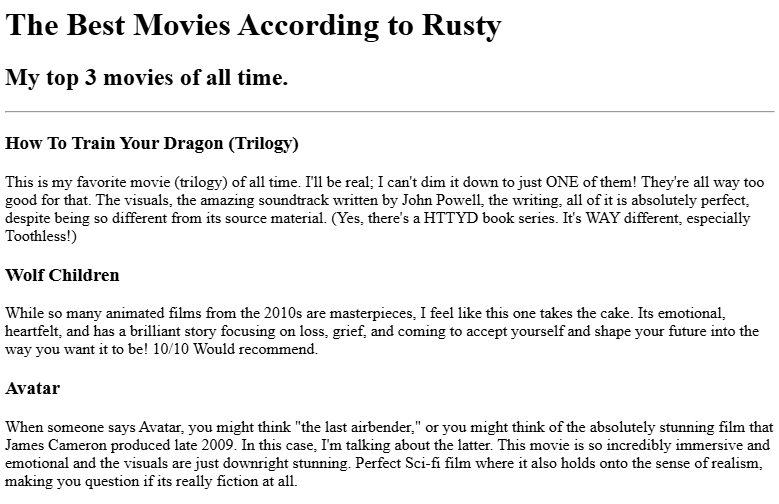 The Best Movies According to Rusty
My top 3 movies of all time.
How To Train Your Dragon (Trilogy)
This is my favorite movie (trilogy) of all time. I'll be real; I can't dim it down to just ONE of them! They're all way too
good for that. The visuals, the amazing soundtrack written by John Powell, the writing, all of it is absolutely perfect,
despite being so different from its source material. (Yes, there's a HTTYD book series. It's WAY different, especially
Toothless!)
Wolf Children
While so many animated films from the 2010s are masterpieces, I feel like this one takes the cake. Its emotional,
heartfelt, and has a brilliant story focusing on loss, grief, and coming to accept yourself and shape your future into the
way you want it to be! 10/10 Would recommend.
Avatar
When someone says Avatar, you might think "the last airbender," or you might think of the absolutely stunning film that
James Cameron produced late 2009. In this case, I'm talking about the latter. This movie is so incredibly immersive and
emotional and the visuals are just downright stunning. Perfect Sci-fi film where it also holds onto the sense of realism,
making you question if its really fiction at all.